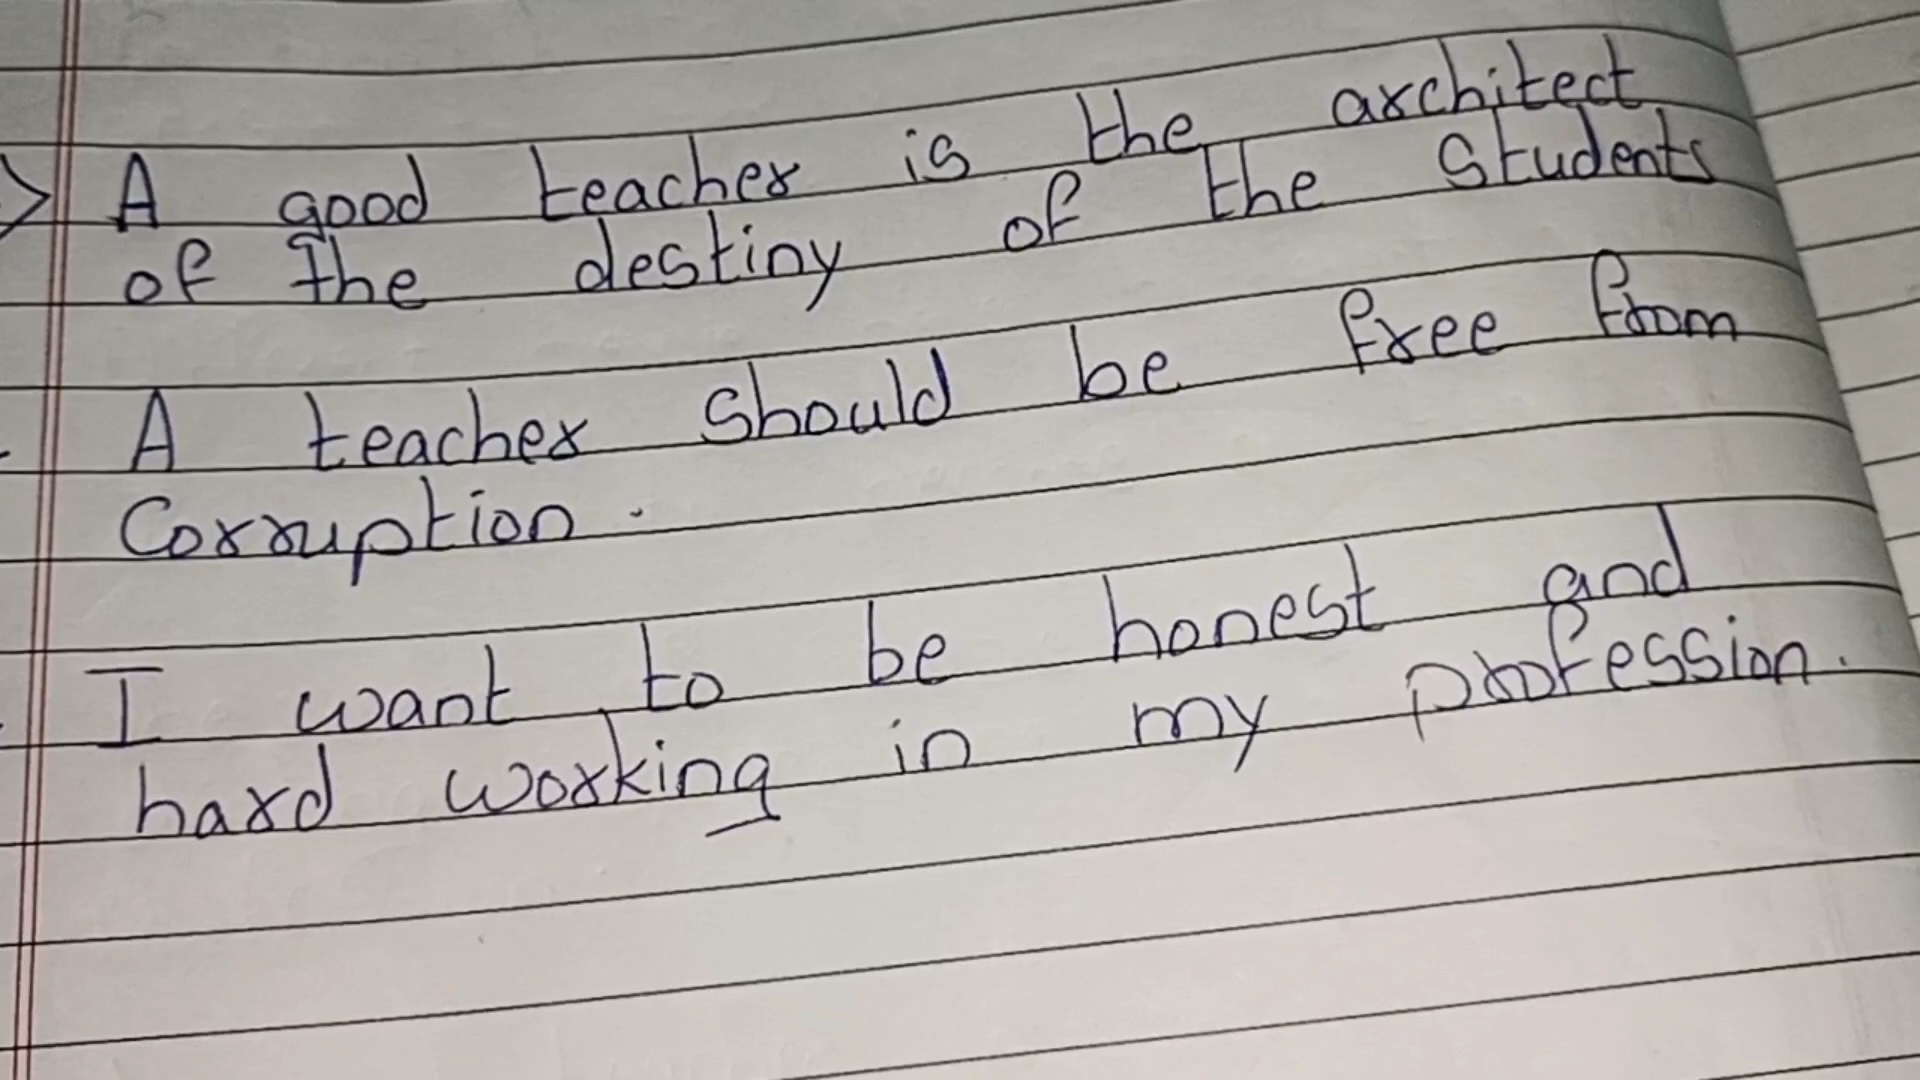 > A good teacher is the architect
of the destiny of the students
A teacher should be free from
Corruption.
I want to be honest and
hard working in my profession.